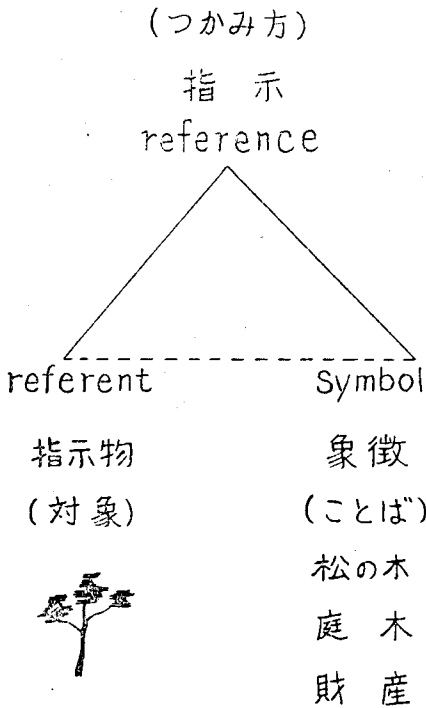 (つかみ方)
指 示
reference
referent
Symbol
指示物
象徴
(対象)
(ことば)
松の木
庭 木
財 産